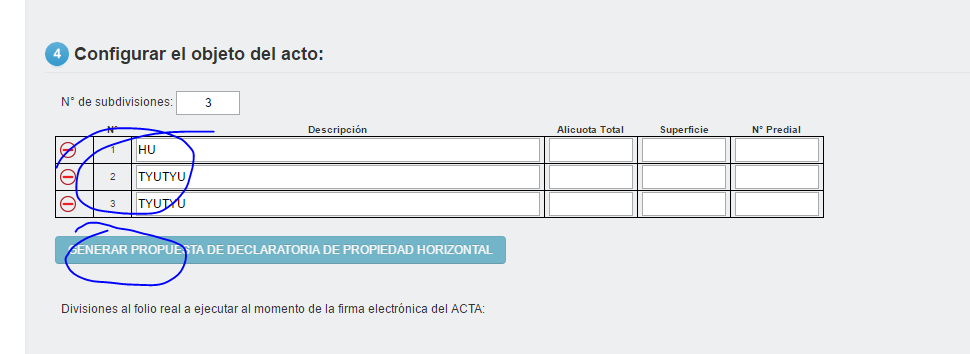 4 Configurar el objeto del acto:
N° de subdivisiones: 3
N° Descripción Alicuota Total Superficie N° Predial
1 HU
2 TYUTYU
3 TYUTYU
GENERAR PROPUESTA DE DECLARATORIA DE PROPIEDAD HORIZONTAL
Divisiones al folio real a ejecutar al momento de la firma electrónica del ACTA: